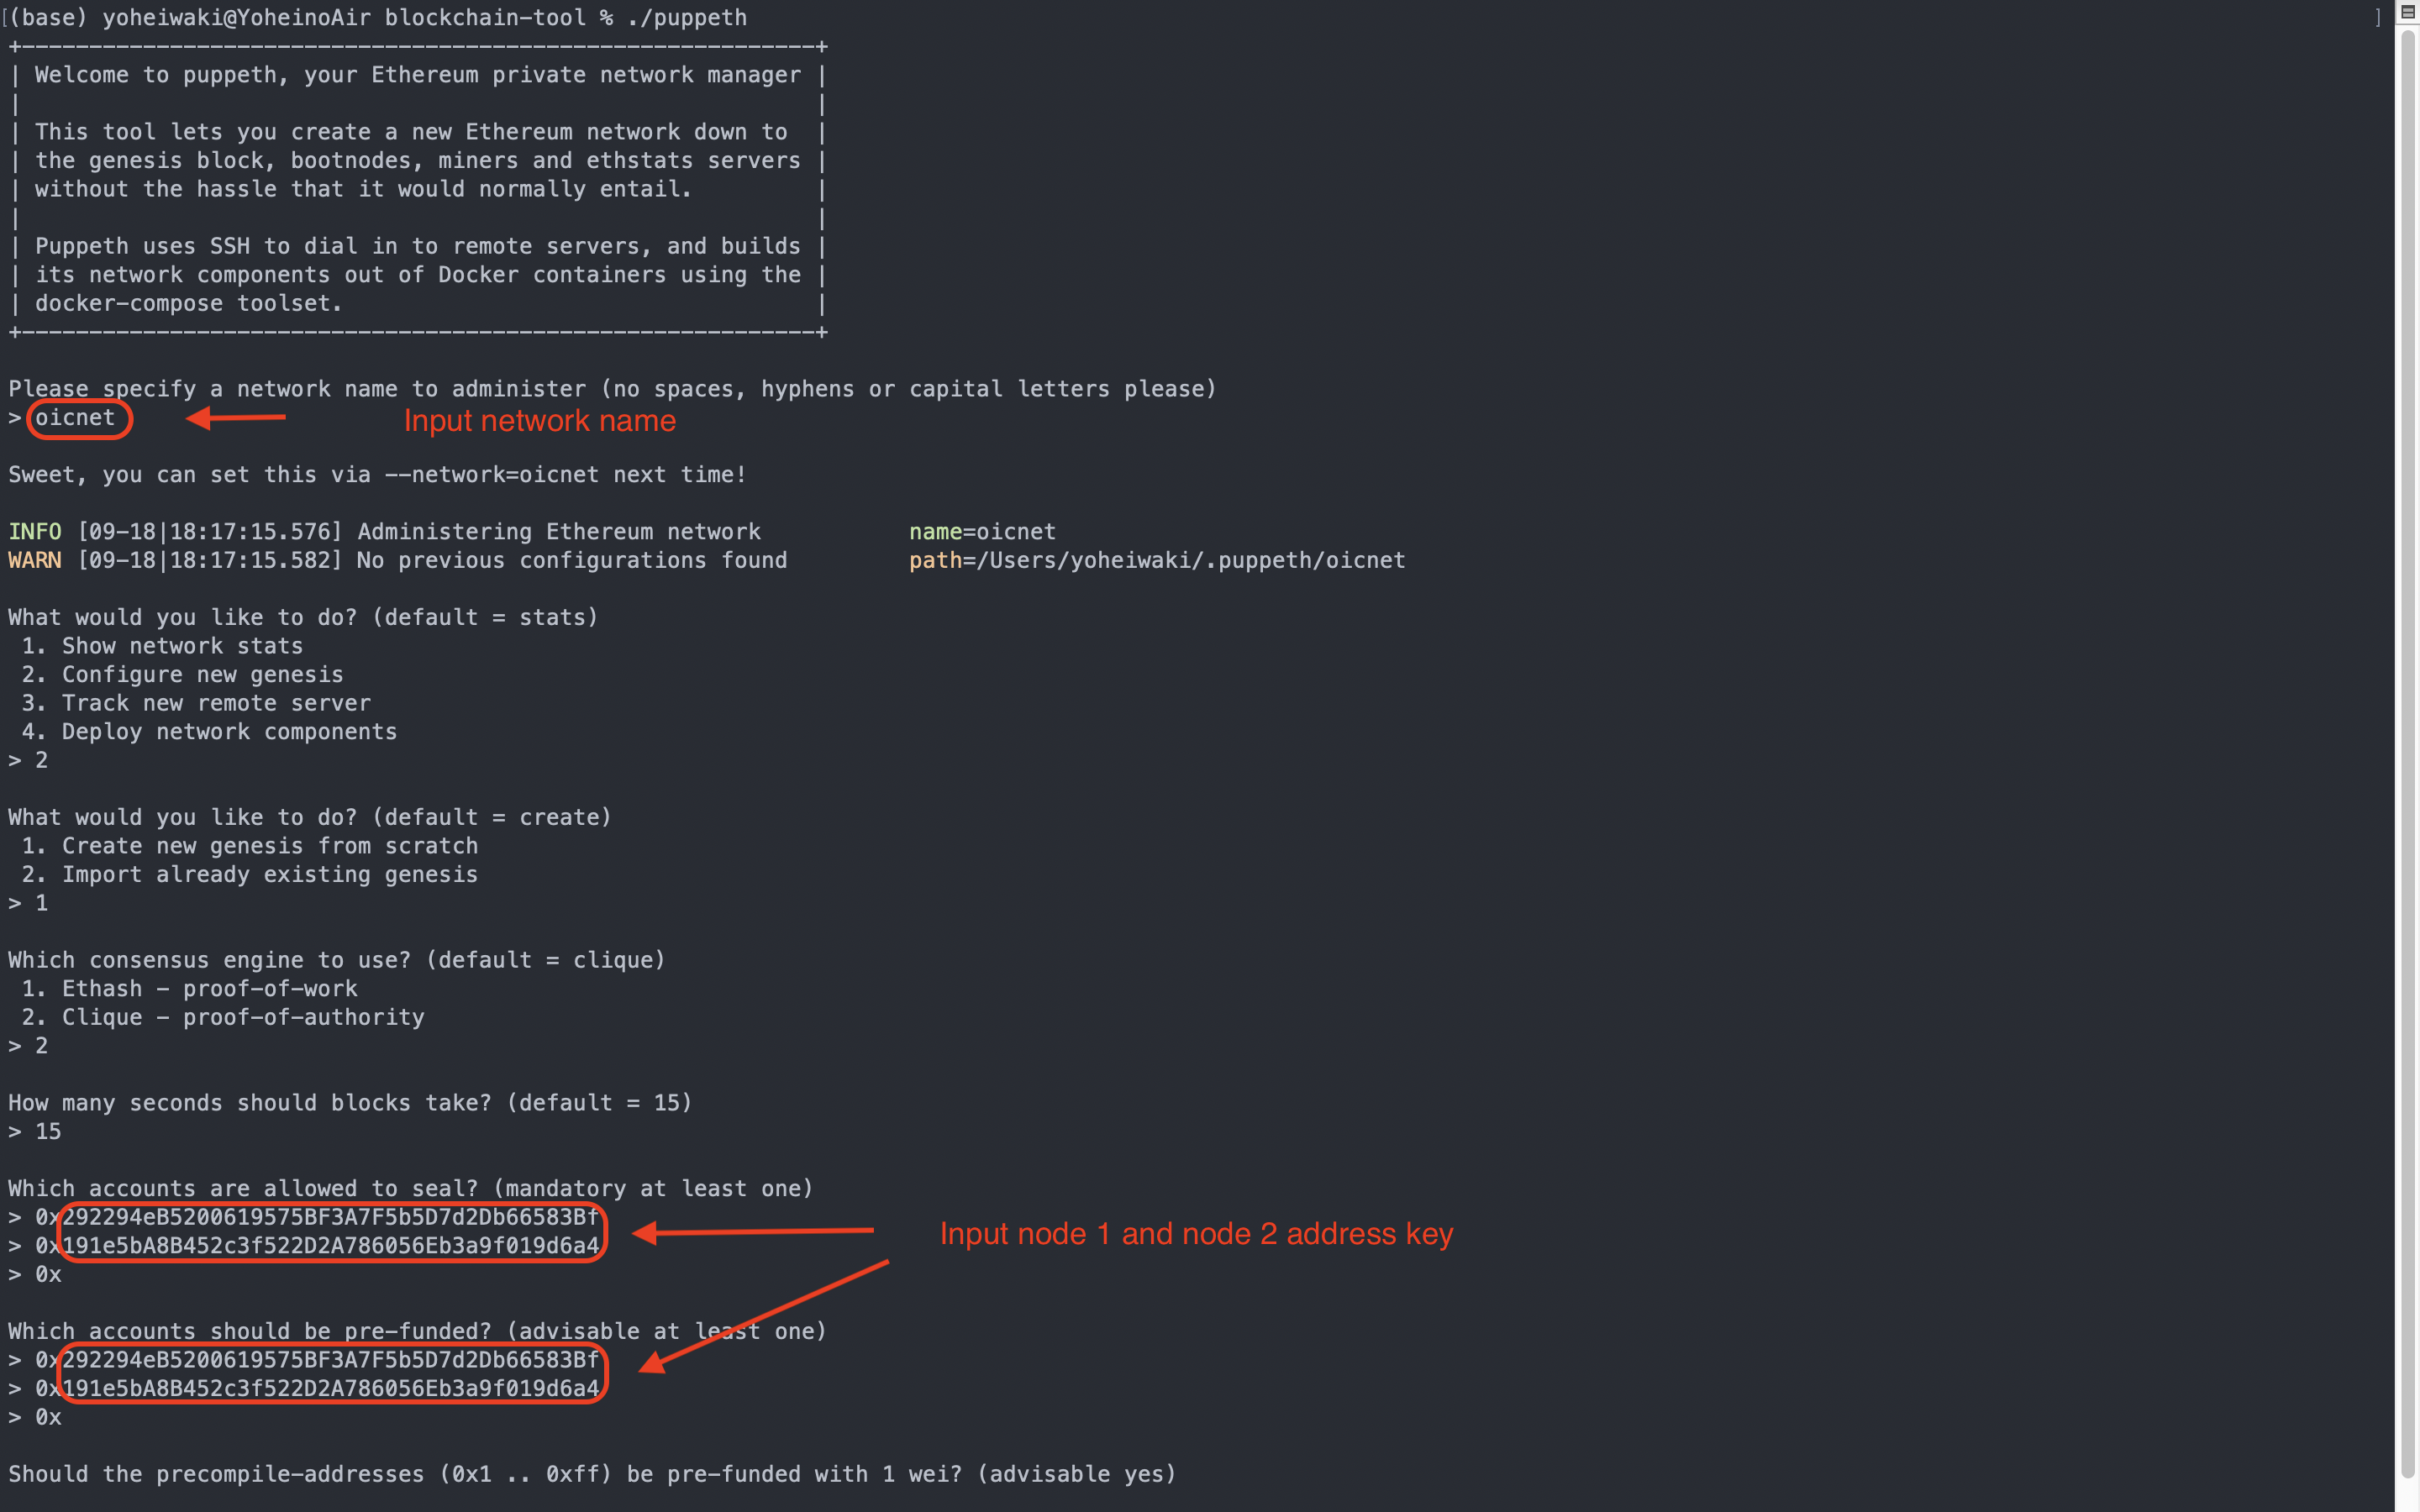 [(base) yoheiwaki@YoheinoAir blockchain-tool % ./puppeth ]
+-----------------------------------------------------------+
| Welcome to puppeth, your Ethereum private network manager |
| |
| This tool lets you create a new Ethereum network down to |
| the genesis block, bootnodes, miners and ethstats servers |
| without the hassle that it would normally entail. |
| |
| Puppeth uses SSH to dial in to remote servers, and builds |
| its network components out of Docker containers using the |
| docker-compose toolset. |
+-----------------------------------------------------------+
Please specify a network name to administer (no spaces, hyphens or capital letters please)
> oicnet
Input network name
Sweet, you can set this via --network=oicnet next time!
INFO [09-18|18:17:15.576] Administering Ethereum network name=oicnet
WARN [09-18|18:17:15.582] No previous configurations found path=/Users/yoheiwaki/.puppeth/oicnet
What would you like to do? (default = stats)
1. Show network stats
2. Configure new genesis
3. Track new remote server
4. Deploy network components
> 2
What would you like to do? (default = create)
1. Create new genesis from scratch
2. Import already existing genesis
> 1
Which consensus engine to use? (default = clique)
1. Ethash - proof-of-work
2. Clique - proof-of-authority
> 2
How many seconds should blocks take? (default = 15)
> 15
Which accounts are allowed to seal? (mandatory at least one)
> 0x292294eB5200619575BF3A7F5b5D7d2Db66583Bf
> 0x191e5bA8B452c3f522D2A786056Eb3a9f019d6a4
Input node 1 and node 2 address key
> 0x
Which accounts should be pre-funded? (advisable at least one)
> 0x292294eB5200619575BF3A7F5b5D7d2Db66583Bf
> 0x191e5bA8B452c3f522D2A786056Eb3a9f019d6a4
> 0x
Should the precompile-addresses (0x1 .. 0xff) be pre-funded with 1 wei? (advisable yes)